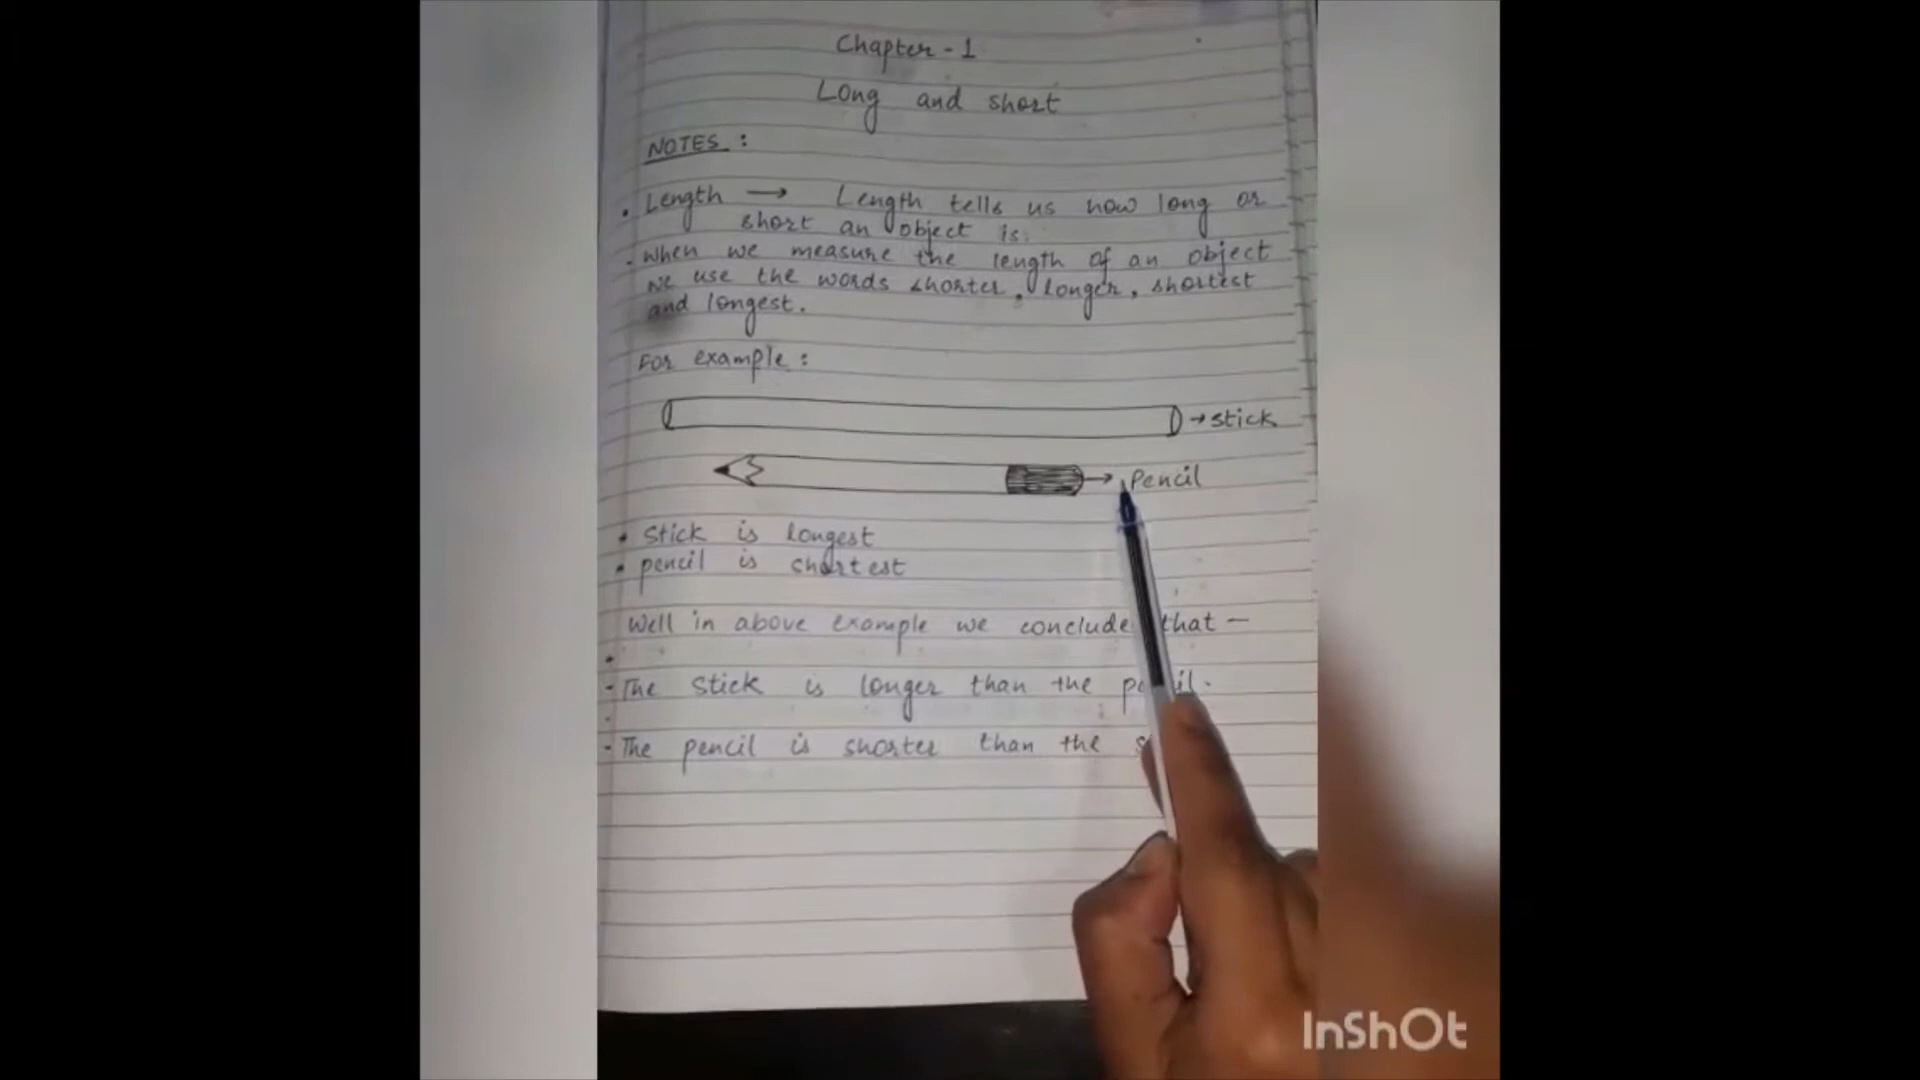 Chapter - 1
Long and short
NOTES :
• Length → Length tells us how long or
short an object is.
- When we measure the length of an object
we use the words shorter, longer, shortest
and longest.
For example :
→ stick
→ Pencil
• Stick is longest
• pencil is shortest
Well in above example we conclude that —
- The stick is longer than the
- The pencil is shorter than the
InShOt